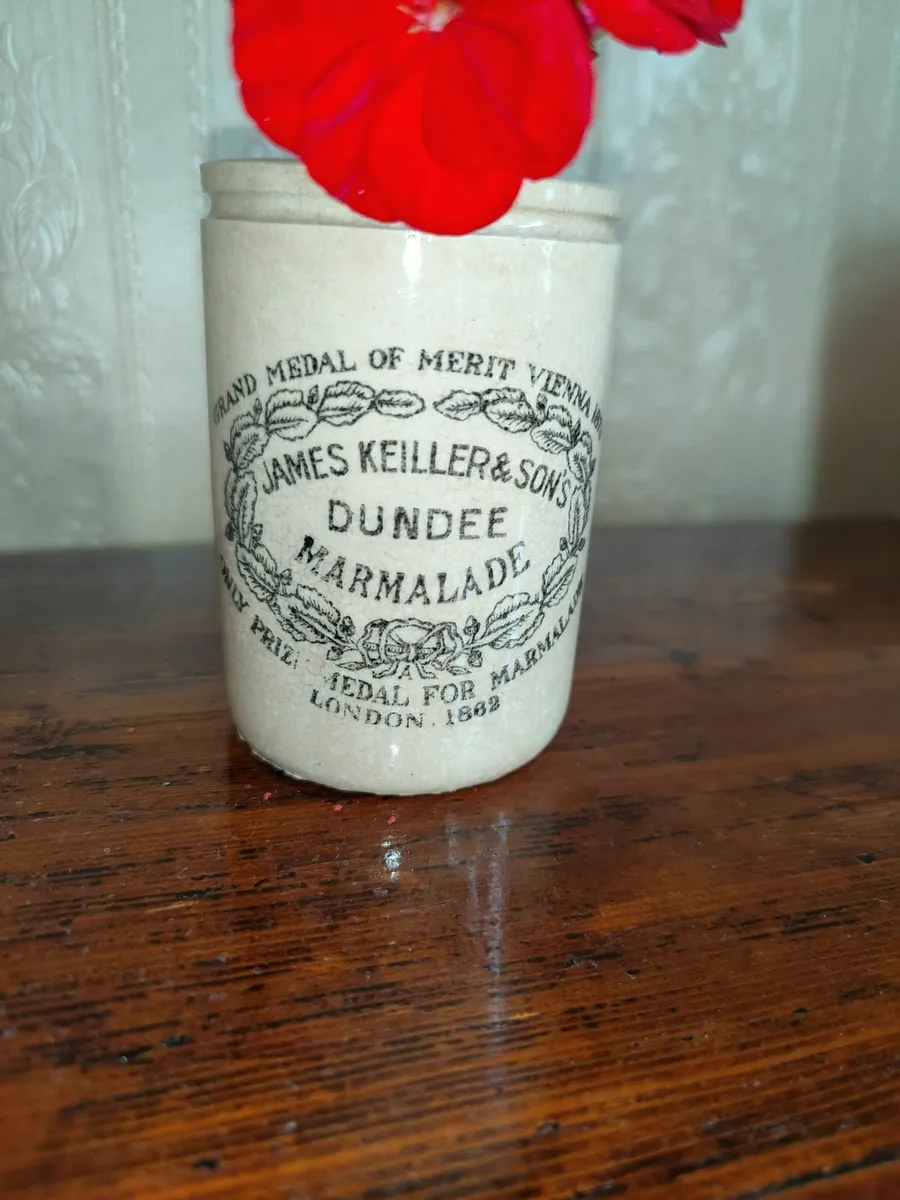 GRAND MEDAL OF MERIT VIENNA
JAMES KEILLER & SON'S
DUNDEE
MARMALADE
ONLY PRIZE MEDAL FOR MARMALADE
LONDON. 1862